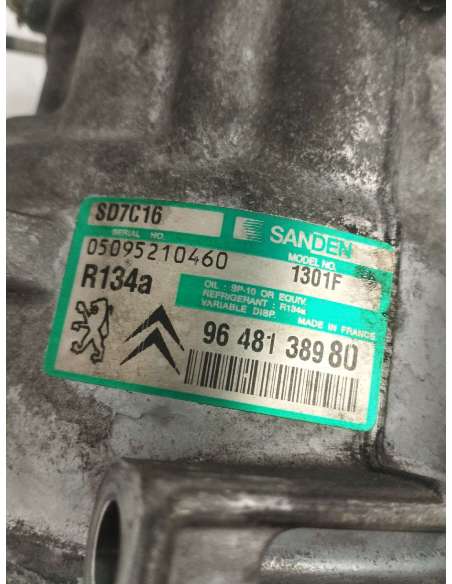 SD7C16
SANDEN
SERIAL NO.
MODEL NO.
05095210460
1301F
R134a
OIL : SP-10 OR EQUIV.
REFRIGERANT : R134a
VARIABLE DISP.
MADE IN FRANCE
96 481 389 80